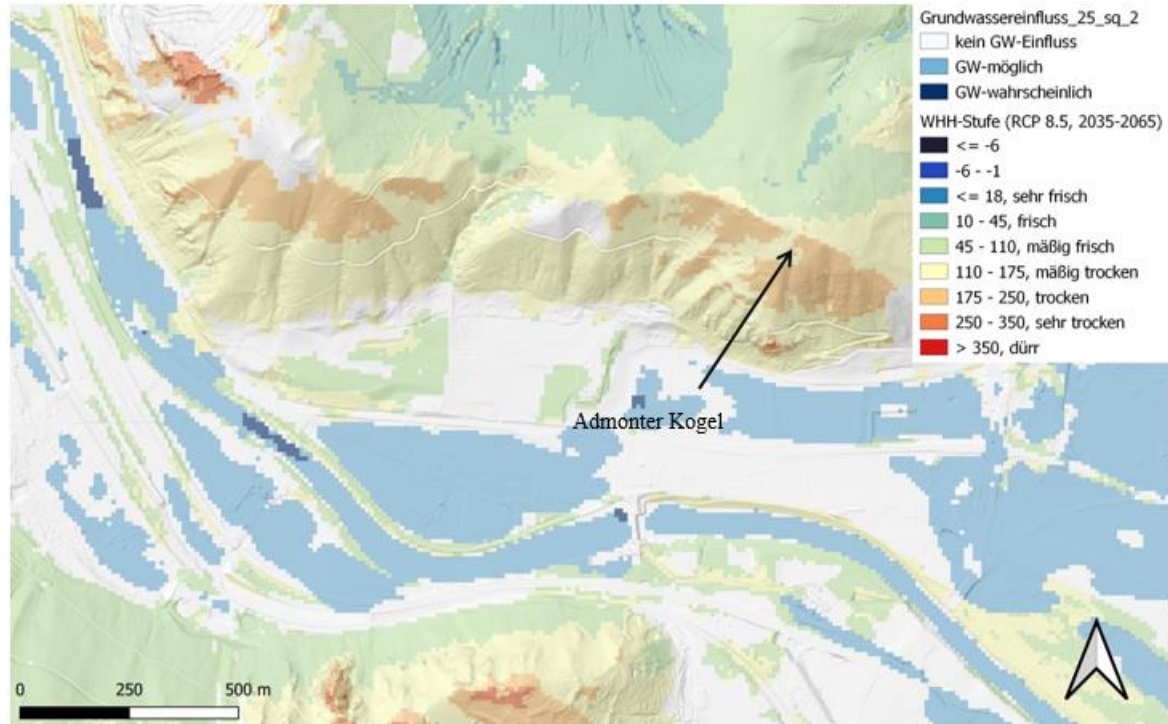 Grundwassereinfluss_25_sq_2
kein GW-Einfluss
GW-möglich
GW-wahrscheinlich
WHH-Stufe (RCP 8.5, 2035-2065)
<= -6
-6 - -1
<= 18, sehr frisch
10 - 45, frisch
45 - 110, mäßig frisch
110 - 175, mäßig trocken
175 - 250, trocken
250 - 350, sehr trocken
> 350, dürr
Admonter Kogel
0 250 500 m